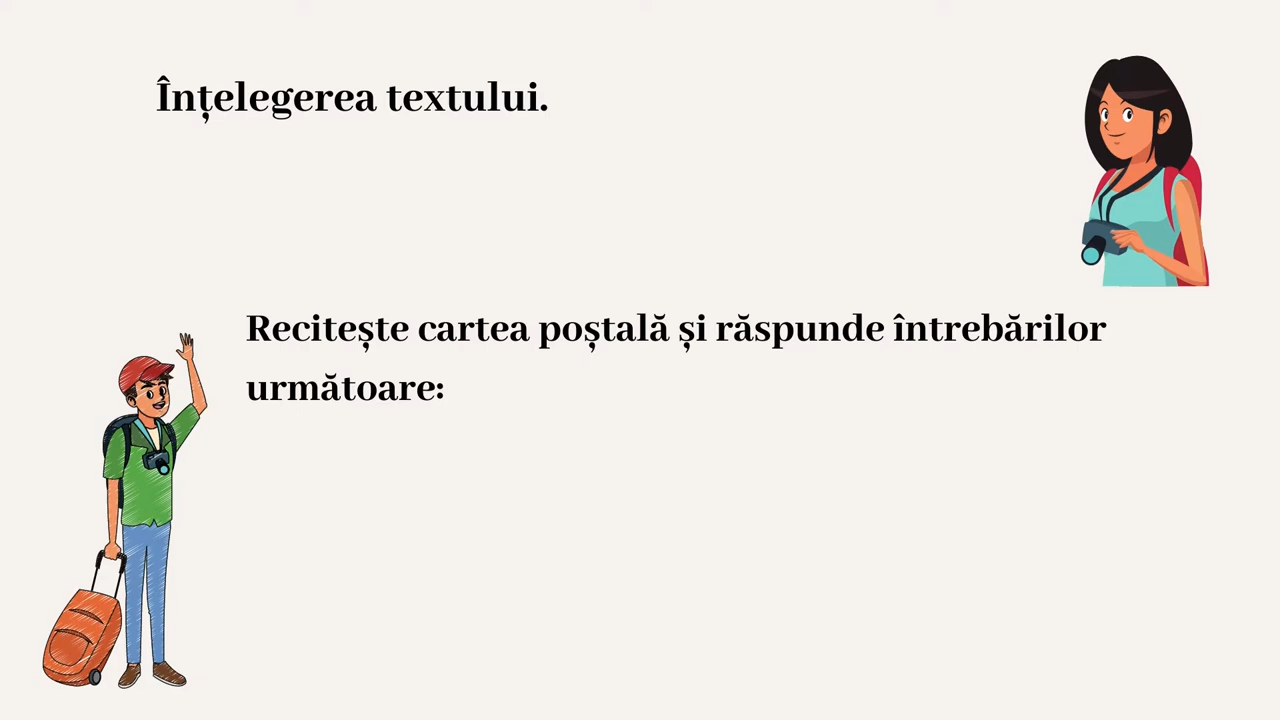 Înțelegerea textului.
Recitește cartea poștală și răspunde întrebărilor
următoare: